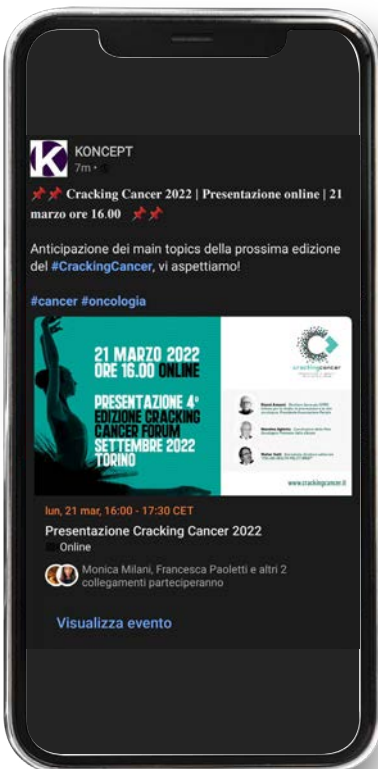 KONCEPT
7m •
Cracking Cancer 2022 | Presentazione online | 21
marzo ore 16.00
Anticipazione dei main topics della prossima edizione
del #CrackingCancer, vi aspettiamo!
#cancer #oncologia
21 MARZO 2022
ORE 16.00 ONLINE
PRESENTAZIONE 4°
EDIZIONE CRACKING
CANCER FORUM
SETTEMBRE 2022
TORINO
crackingcancer
Gianni Amunni
www.crackingcancer.it
lun, 21 mar, 16:00 - 17:30 CET
Presentazione Cracking Cancer 2022
Online
Monica Milani, Francesca Paoletti e altri 2
collegamenti parteciperanno
Visualizza evento